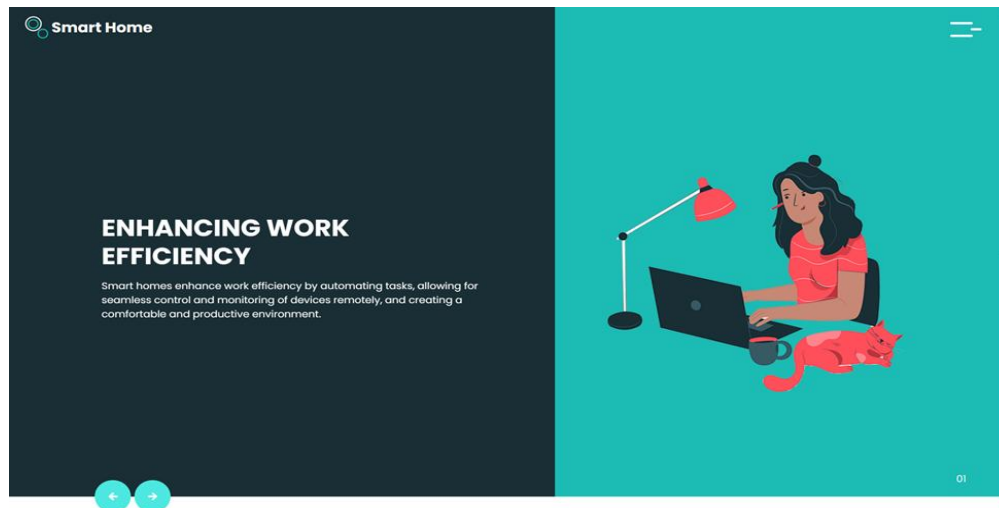 Smart Home
ENHANCING WORK
EFFICIENCY
Smart homes enhance work efficiency by automating tasks, allowing for
seamless control and monitoring of devices remotely, and creating a
comfortable and productive environment.
01